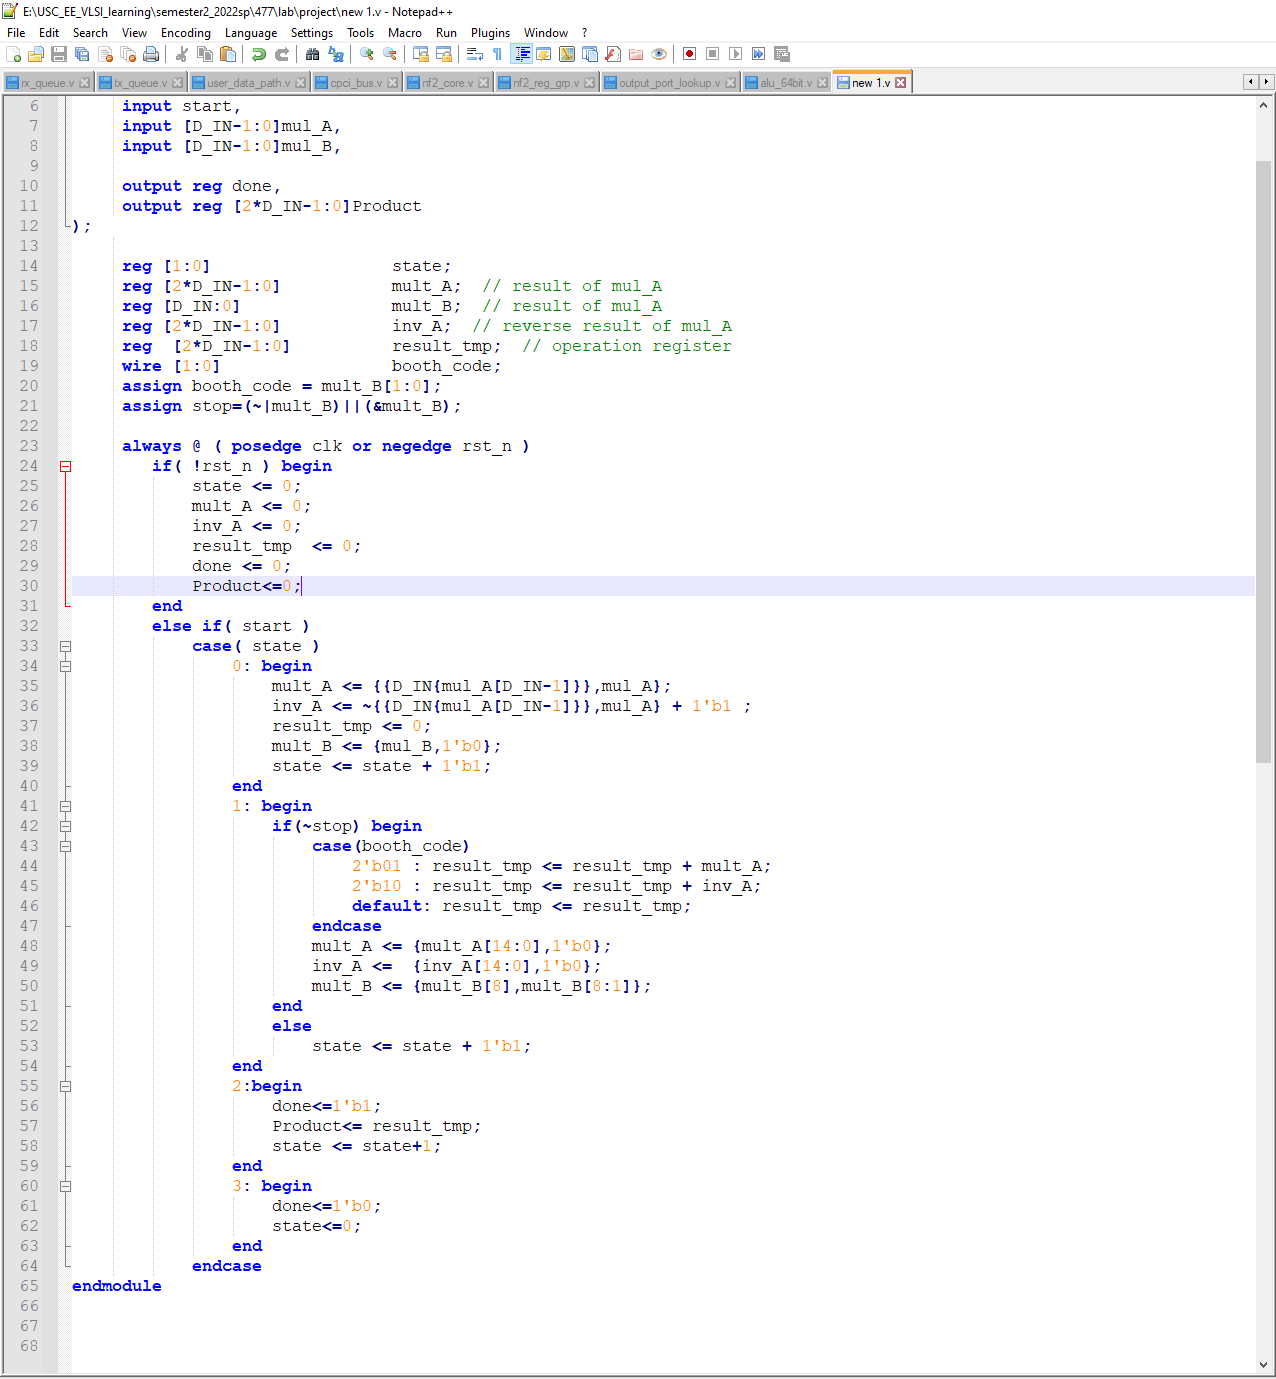 E:\USC_EE_VLSI_learning\semester2_2022sp\477\lab\project\new 1.v - Notepad++
File Edit Search View Encoding Language Settings Tools Macro Run Plugins Window ?
rx_queue.v tx_queue.v user_data_path.v cpci_bus.v nf2_core.v nf2_reg_grp.v output_port_lookup.v alu_64bit.v new 1.v
6 input start,
7 input [D_IN-1:0]mul_A,
8 input [D_IN-1:0]mul_B,
9
10 output reg done,
11 output reg [2*D_IN-1:0]Product
12 );
13
14 reg [1:0] state;
15 reg [2*D_IN-1:0] mult_A; // result of mul_A
16 reg [D_IN:0] mult_B; // result of mul_A
17 reg [2*D_IN-1:0] inv_A; // reverse result of mul_A
18 reg [2*D_IN-1:0] result_tmp; // operation register
19 wire [1:0] booth_code;
20 assign booth_code = mult_B[1:0];
21 assign stop=(~|mult_B)||(&mult_B);
22
23 always @ ( posedge clk or negedge rst_n )
24 if( !rst_n ) begin
25 state <= 0;
26 mult_A <= 0;
27 inv_A <= 0;
28 result_tmp <= 0;
29 done <= 0;
30 Product<=0;
31 end
32 else if( start )
33 case( state )
34 0: begin
35 mult_A <= {{D_IN{mul_A[D_IN-1]}},mul_A};
36 inv_A <= ~{{D_IN{mul_A[D_IN-1]}},mul_A} + 1'b1 ;
37 result_tmp <= 0;
38 mult_B <= {mul_B,1'b0};
39 state <= state + 1'b1;
40 end
41 1: begin
42 if(~stop) begin
43 case(booth_code)
44 2'b01 : result_tmp <= result_tmp + mult_A;
45 2'b10 : result_tmp <= result_tmp + inv_A;
46 default: result_tmp <= result_tmp;
47 endcase
48 mult_A <= {mult_A[14:0],1'b0};
49 inv_A <= {inv_A[14:0],1'b0};
50 mult_B <= {mult_B[8],mult_B[8:1]};
51 end
52 else
53 state <= state + 1'b1;
54 end
55 2:begin
56 done<=1'b1;
57 Product<= result_tmp;
58 state <= state+1;
59 end
60 3: begin
61 done<=1'b0;
62 state<=0;
63 end
64 endcase
65 endmodule
66
67
68